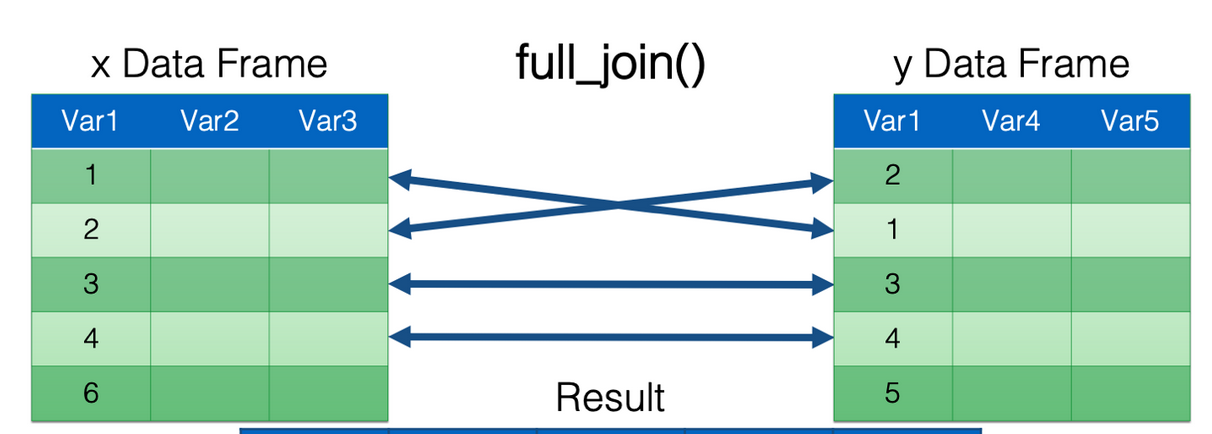 x Data Frame full_join() y Data Frame
Var1 Var2 Var3 Var1 Var4 Var5
1 2
2 1
3 3
4 4
6 5
Result